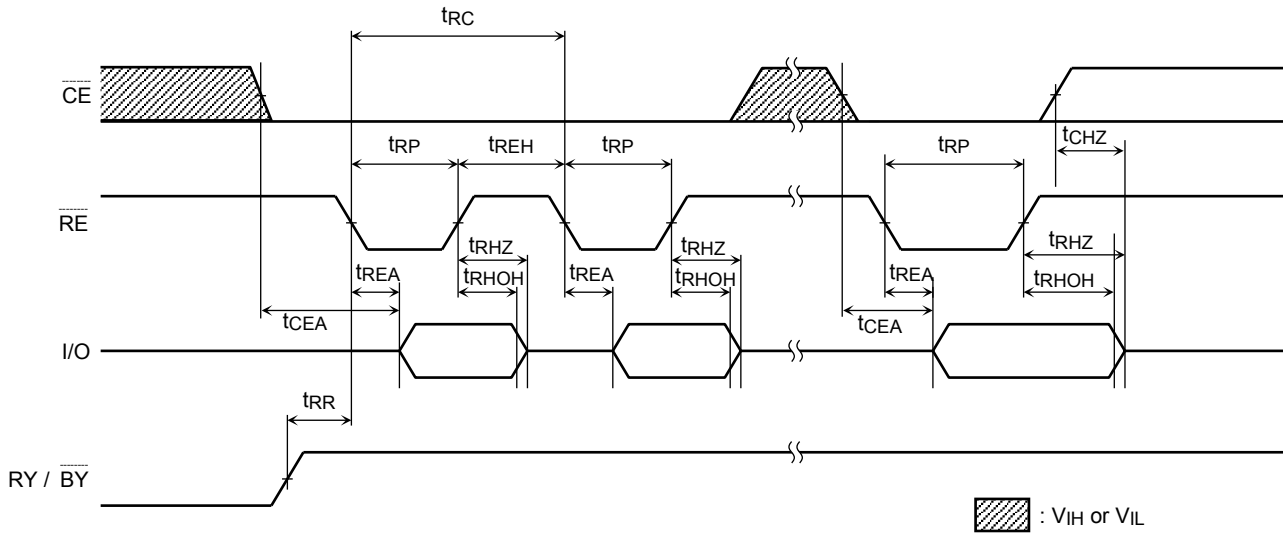 tRC
CE
tRP tREH tRP tRP tCHZ
RE
tRHZ tRHZ tRHZ
tREA tRHOH tREA tRHOH tREA tRHOH
tCEA tCEA
I/O
tRR
RY / BY
: VIH or VIL